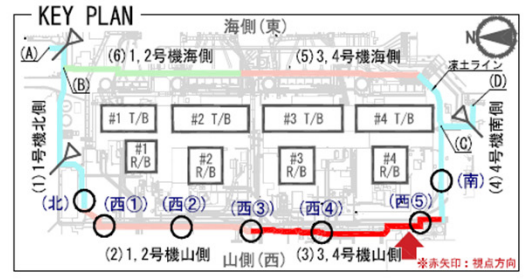 KEY PLAN
海側(東)
(A)
(6)1,2号機海側
(5)3,4号機海側
凍土ライン
(B)
(D)
#1 T/B
#2 T/B
#3 T/B
#4 T/B
(1)1号機北側
#1
R/B
#2
R/B
#3
R/B
#4
R/B
(C)
(4)4号機南側
(北)
(西①)
(西②)
(西③)
(西④)
(西⑤)
(南)
(2)1,2号機山側
山側(西)
(3)3,4号機山側
※赤矢印:視点方向